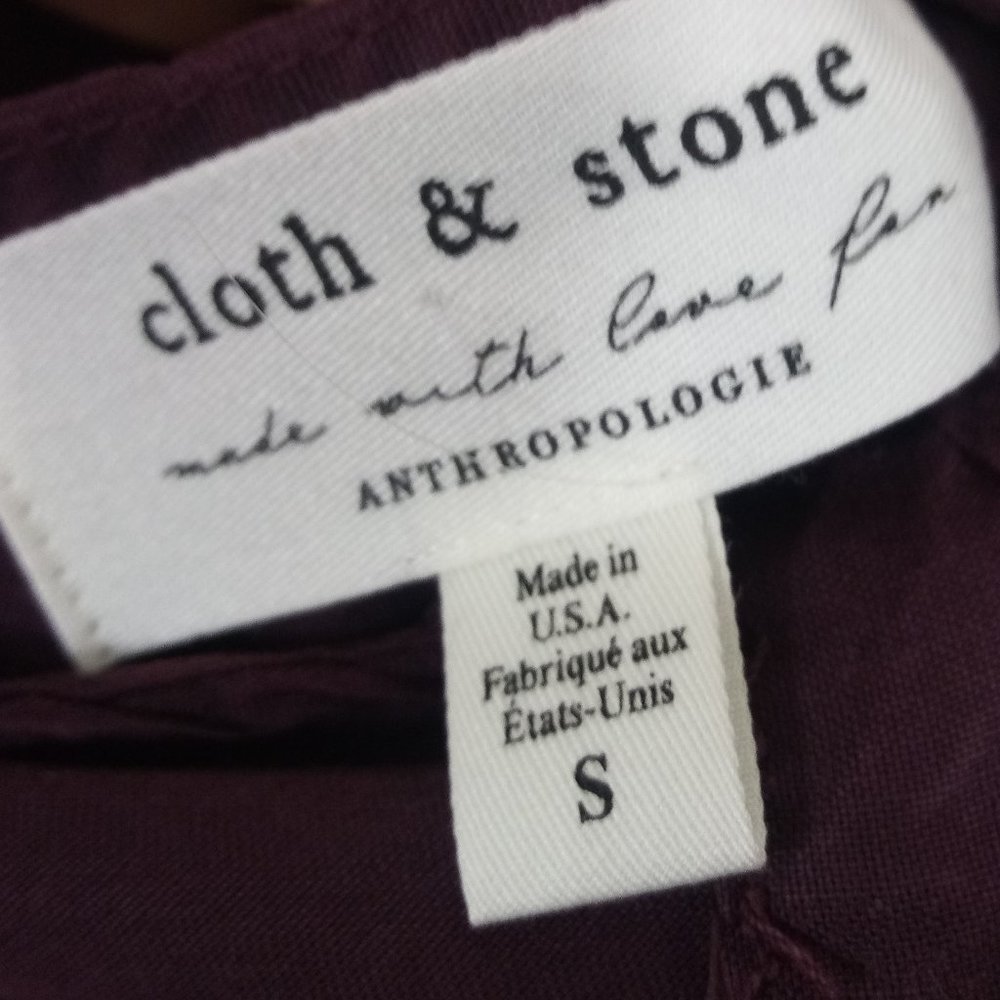 cloth & stone
made with love for
ANTHROPOLOGIE
Made in
U.S.A.
Fabriqué aux
États-Unis
S